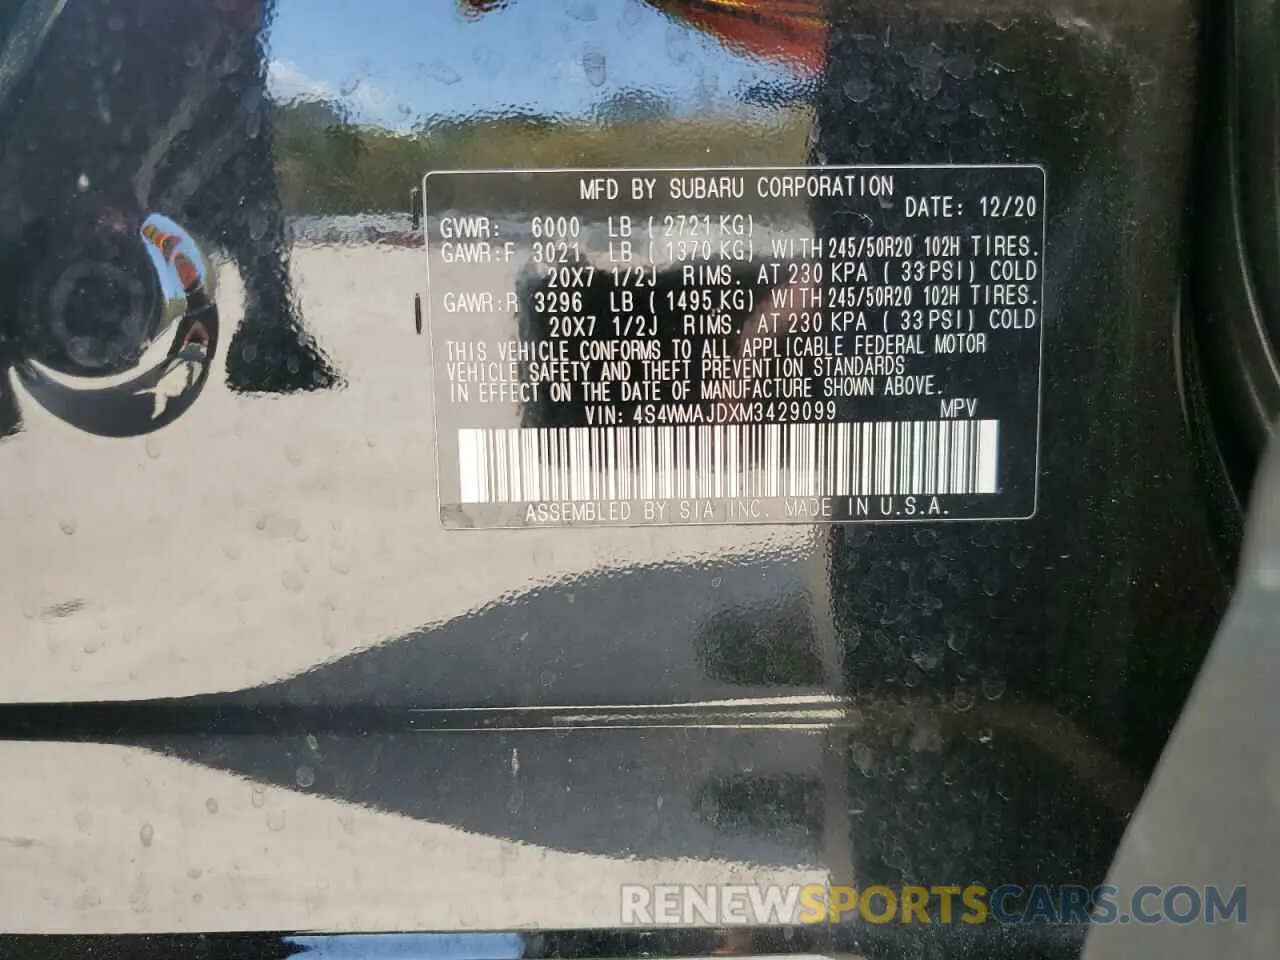 MFD BY SUBARU CORPORATION
DATE: 12/20
GVWR: 6000 LB ( 2721 KG)
GAWR:F 3021 LB ( 1370 KG) WITH 245/50R20 102H TIRES.
20X7 1/2J RIMS. AT 230 KPA ( 33 PSI) COLD
GAWR:R 3296 LB ( 1495 KG) WITH 245/50R20 102H TIRES.
20X7 1/2J RIMS. AT 230 KPA ( 33 PSI) COLD
THIS VEHICLE CONFORMS TO ALL APPLICABLE FEDERAL MOTOR
VEHICLE SAFETY AND THEFT PREVENTION STANDARDS
IN EFFECT ON THE DATE OF MANUFACTURE SHOWN ABOVE.
VIN: 4S4WMAJDXM3429099 MPV
ASSEMBLED BY SIA INC. MADE IN U.S.A.
RENEWSPORTSCARS.COM